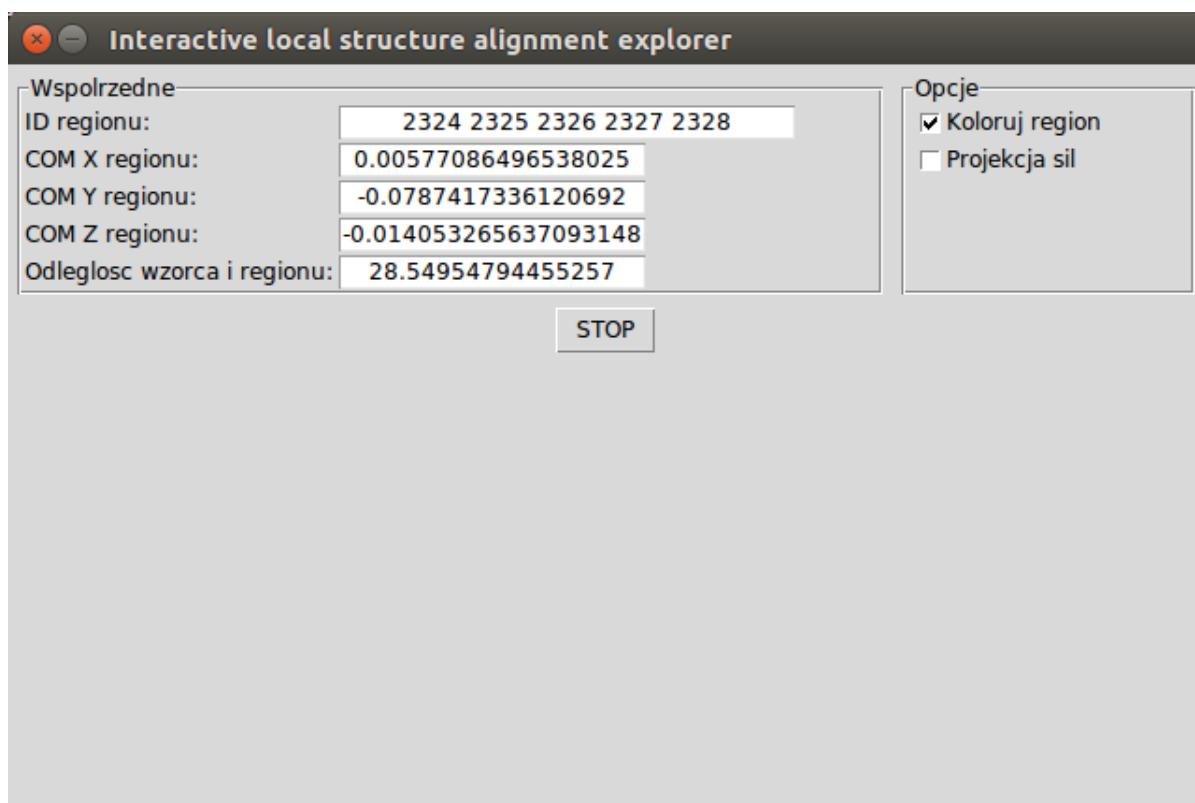 Interactive local structure alignment explorer
Wspolrzedne
ID regionu: 2324 2325 2326 2327 2328
COM X regionu: 0.00577086496538025
COM Y regionu: -0.0787417336120692
COM Z regionu: -0.014053265637093148
Odleglosc wzorca i regionu: 28.54954794455257
Opcje
Koloruj region
Projekcja sil
STOP